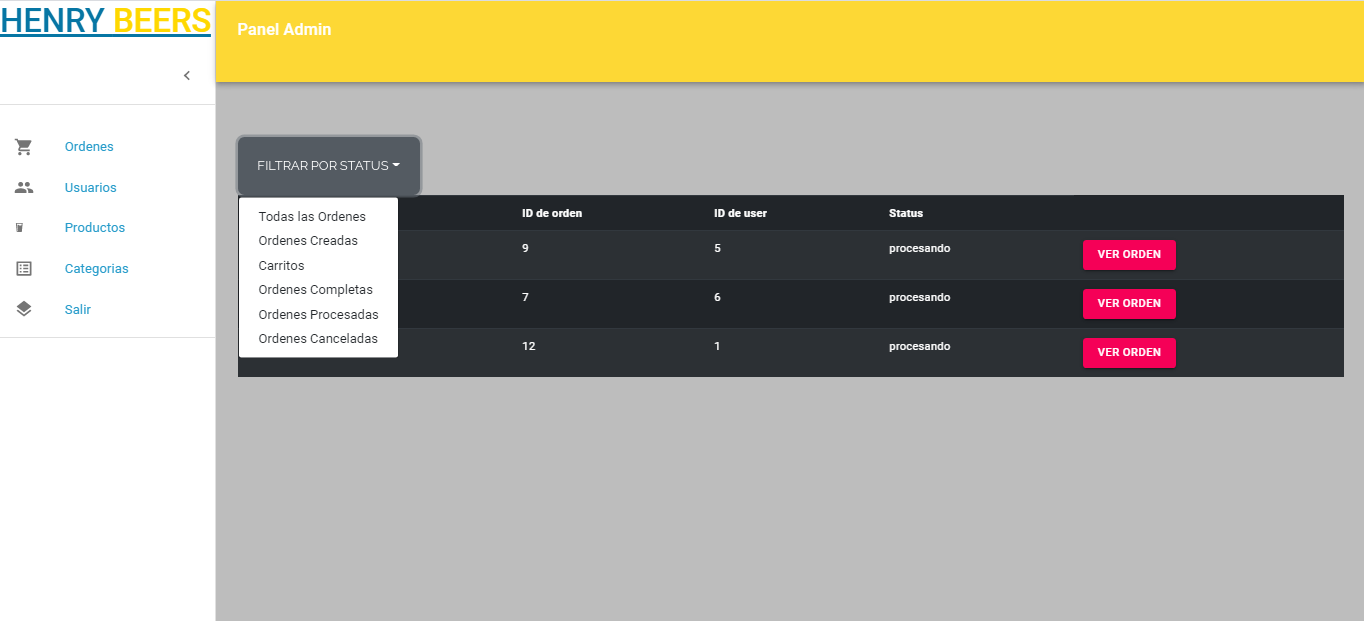 HENRY BEERS
Panel Admin
Ordenes
Usuarios
Productos
Categorias
Salir
FILTRAR POR STATUS
Todas las Ordenes
Ordenes Creadas
Carritos
Ordenes Completas
Ordenes Procesadas
Ordenes Canceladas
ID de orden ID de user Status
9 5 procesando VER ORDEN
7 6 procesando VER ORDEN
12 1 procesando VER ORDEN